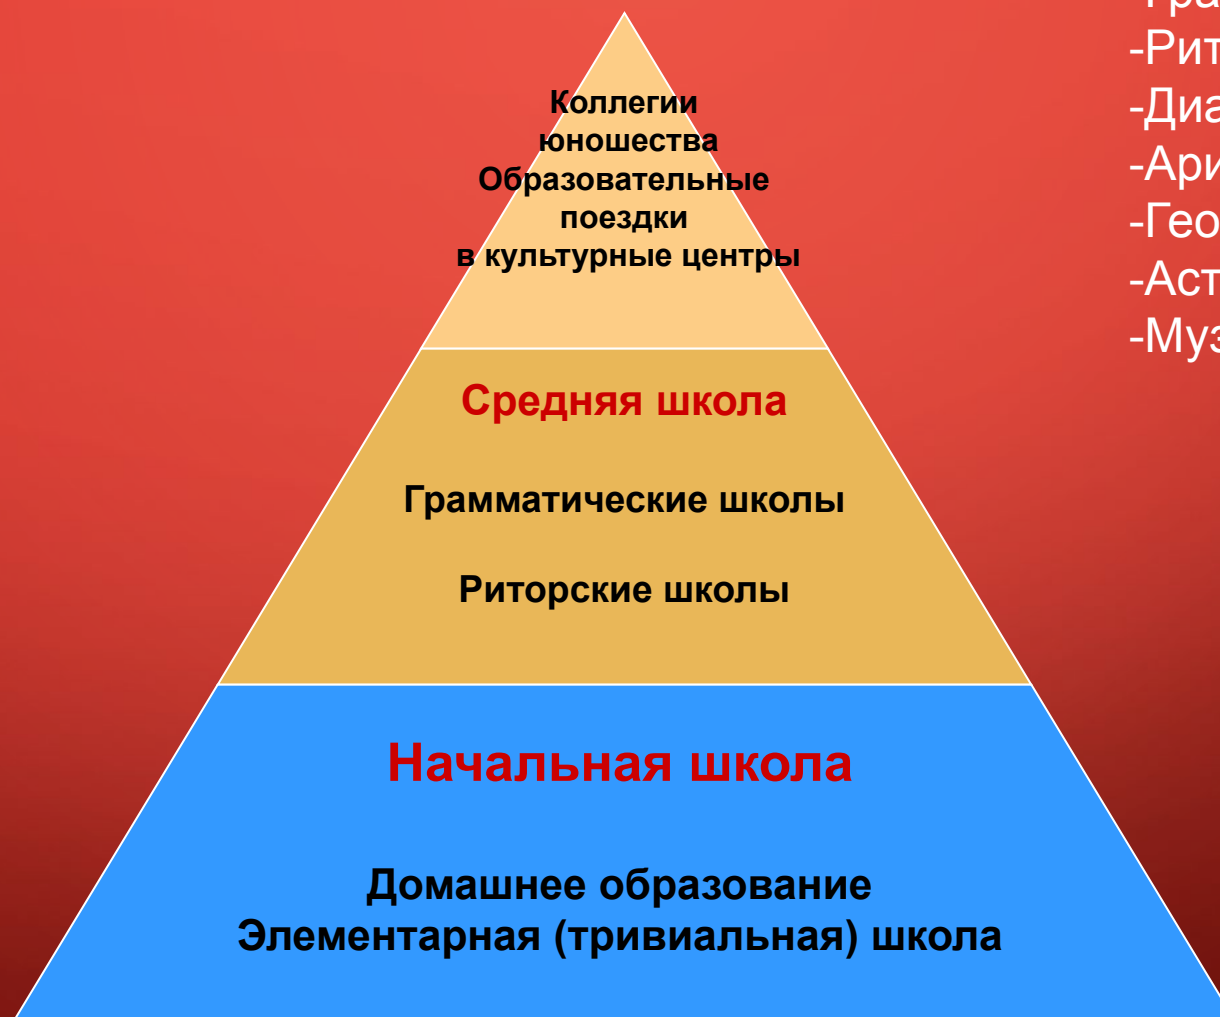 Коллегии
юношества
Образовательные
поездки
в культурные центры
Средняя школа
Грамматические школы
Риторские школы
Начальная школа
Домашнее образование
Элементарная (тривиальная) школа